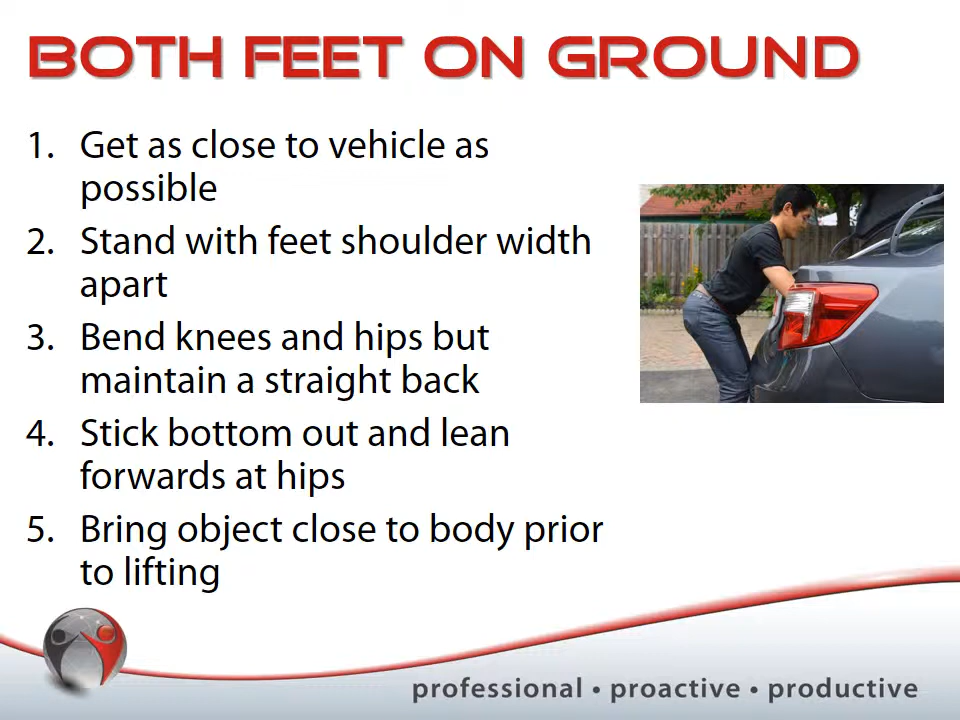 BOTH FEET ON GROUND
1. Get as close to vehicle as
possible
2. Stand with feet shoulder width
apart
3. Bend knees and hips but
maintain a straight back
4. Stick bottom out and lean
forwards at hips
5. Bring object close to body prior
to lifting
professional • proactive • productive